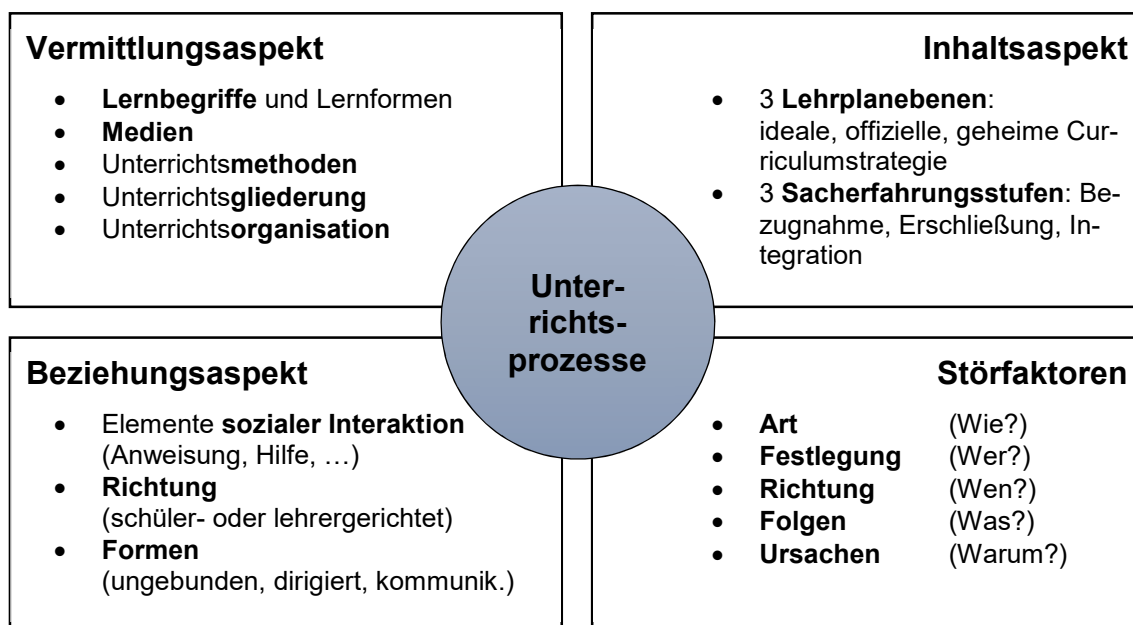 Vermittlungsaspekt
• Lernbegriffe und Lernformen
• Medien
• Unterrichtsmethoden
• Unterrichtsgliederung
• Unterrichtsorganisation
Inhaltsaspekt
• 3 Lehrplanebenen:
ideale, offizielle, geheime Cur-
riculumstrategie
• 3 Sacherfahrungsstufen: Be-
zugnahme, Erschließung, In-
tegration
Unter-
richts-
prozesse
Beziehungsaspekt
• Elemente sozialer Interaktion
(Anweisung, Hilfe, …)
• Richtung
(schüler- oder lehrergerichtet)
• Formen
(ungebunden, dirigiert, kommunik.)
Störfaktoren
• Art (Wie?)
• Festlegung (Wer?)
• Richtung (Wen?)
• Folgen (Was?)
• Ursachen (Warum?)